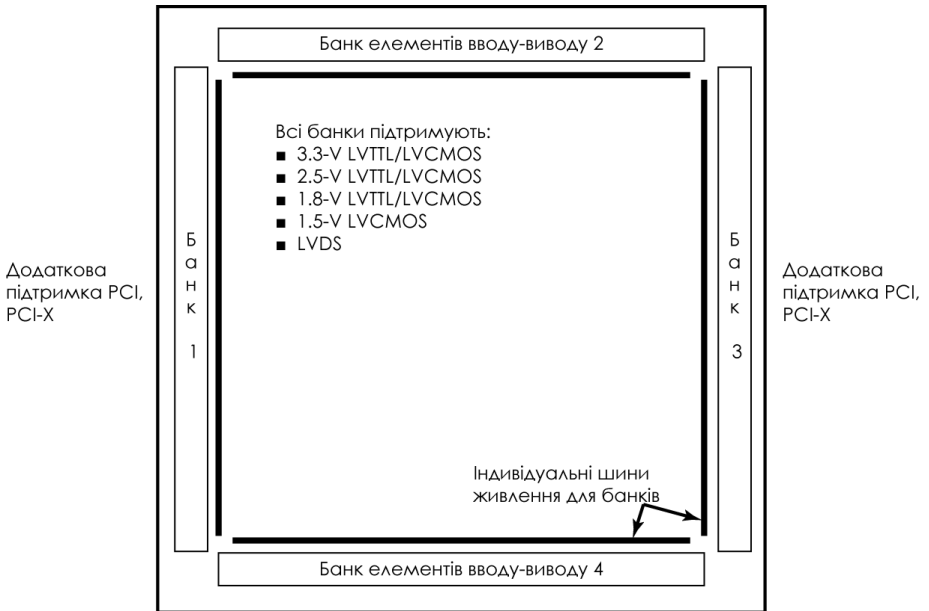 Банк елементів вводу-виводу 2
Всі банки підтримують:
■ 3.3-V LVTTL/LVCMOS
■ 2.5-V LVTTL/LVCMOS
■ 1.8-V LVTTL/LVCMOS
■ 1.5-V LVCMOS
■ LVDS
Додаткова
підтримка PCI,
PCI-X
Банк 1
Банк 3
Додаткова
підтримка PCI,
PCI-X
Індивідуальні шини
живлення для банків
Банк елементів вводу-виводу 4